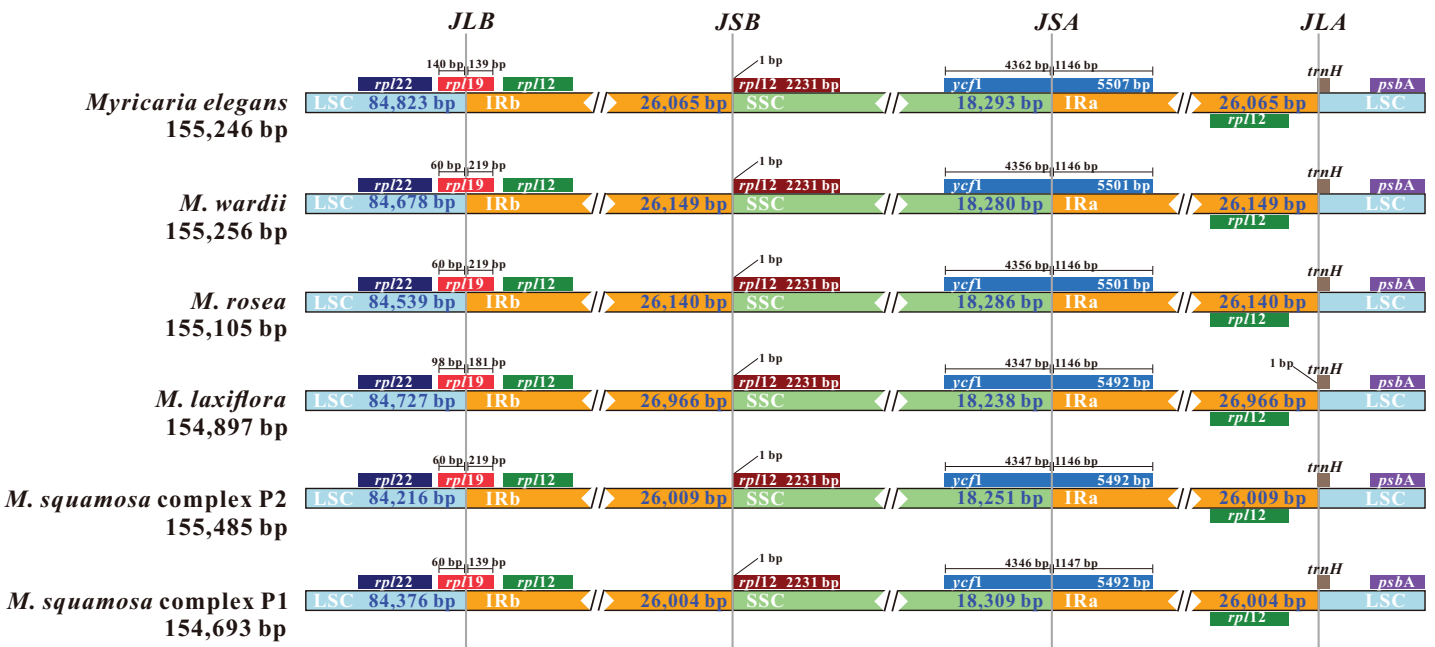 JLB JSB JSA JLA
140 bp 139 bp 1 bp 4362 bp 1146 bp trnH
rpl22 rpl19 rpl12 rpl12 2231 bp ycf1 5507 bp psbA
Myricaria elegans LSC 84,823 bp IRb 26,065 bp SSC 18,293 bp IRa 26,065 bp LSC
155,246 bp rpl12
60 bp 219 bp 1 bp 4356 bp 1146 bp trnH
rpl22 rpl19 rpl12 rpl12 2231 bp ycf1 5501 bp psbA
M. wardii LSC 84,678 bp IRb 26,149 bp SSC 18,280 bp IRa 26,149 bp LSC
155,256 bp rpl12
60 bp 219 bp 1 bp 4356 bp 1146 bp trnH
rpl22 rpl19 rpl12 rpl12 2231 bp ycf1 5501 bp psbA
M. rosea LSC 84,539 bp IRb 26,140 bp SSC 18,286 bp IRa 26,140 bp LSC
155,105 bp rpl12
98 bp 181 bp 1 bp 4347 bp 1146 bp 1 bp trnH
rpl22 rpl19 rpl12 rpl12 2231 bp ycf1 5492 bp psbA
M. laxiflora LSC 84,727 bp IRb 26,966 bp SSC 18,238 bp IRa 26,966 bp LSC
154,897 bp rpl12
60 bp 219 bp 1 bp 4347 bp 1146 bp trnH
rpl22 rpl19 rpl12 rpl12 2231 bp ycf1 5492 bp psbA
M. squamosa complex P2 LSC 84,216 bp IRb 26,009 bp SSC 18,251 bp IRa 26,009 bp LSC
155,485 bp rpl12
60 bp 139 bp 1 bp 4346 bp 1147 bp trnH
rpl22 rpl19 rpl12 rpl12 2231 bp ycf1 5492 bp psbA
M. squamosa complex P1 LSC 84,376 bp IRb 26,004 bp SSC 18,309 bp IRa 26,004 bp LSC
154,693 bp rpl12